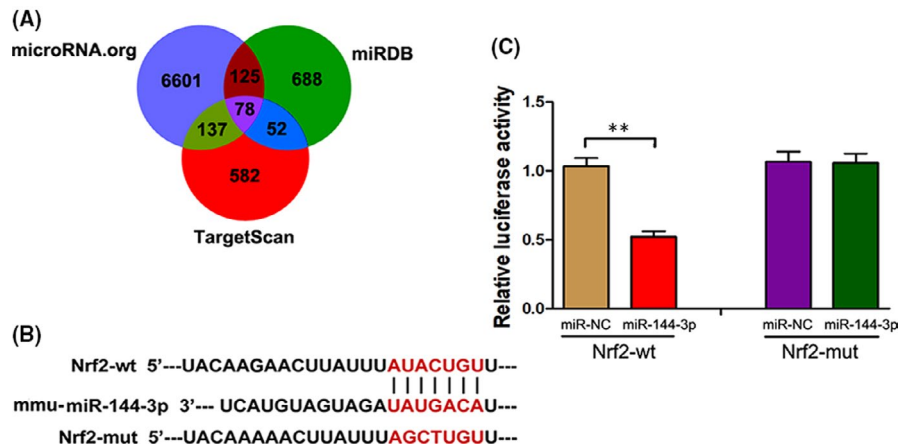 (A)
microRNA.org
miRDB
6601
125
688
78
137
52
582
TargetScan
(B)
Nrf2-wt 5’---UACAAGAACUUAUUUAUACUGUU---
mmu-miR-144-3p 3’--- UCAUGUAGUAGAUAUGACAU---
Nrf2-mut 5’---UACAAAAACUUAUUUAGCTUGUU---
(C)
Relative luciferase activity
1.5
1.0
0.5
0.0
**
miR-NC miR-144-3p miR-NC miR-144-3p
Nrf2-wt Nrf2-mut